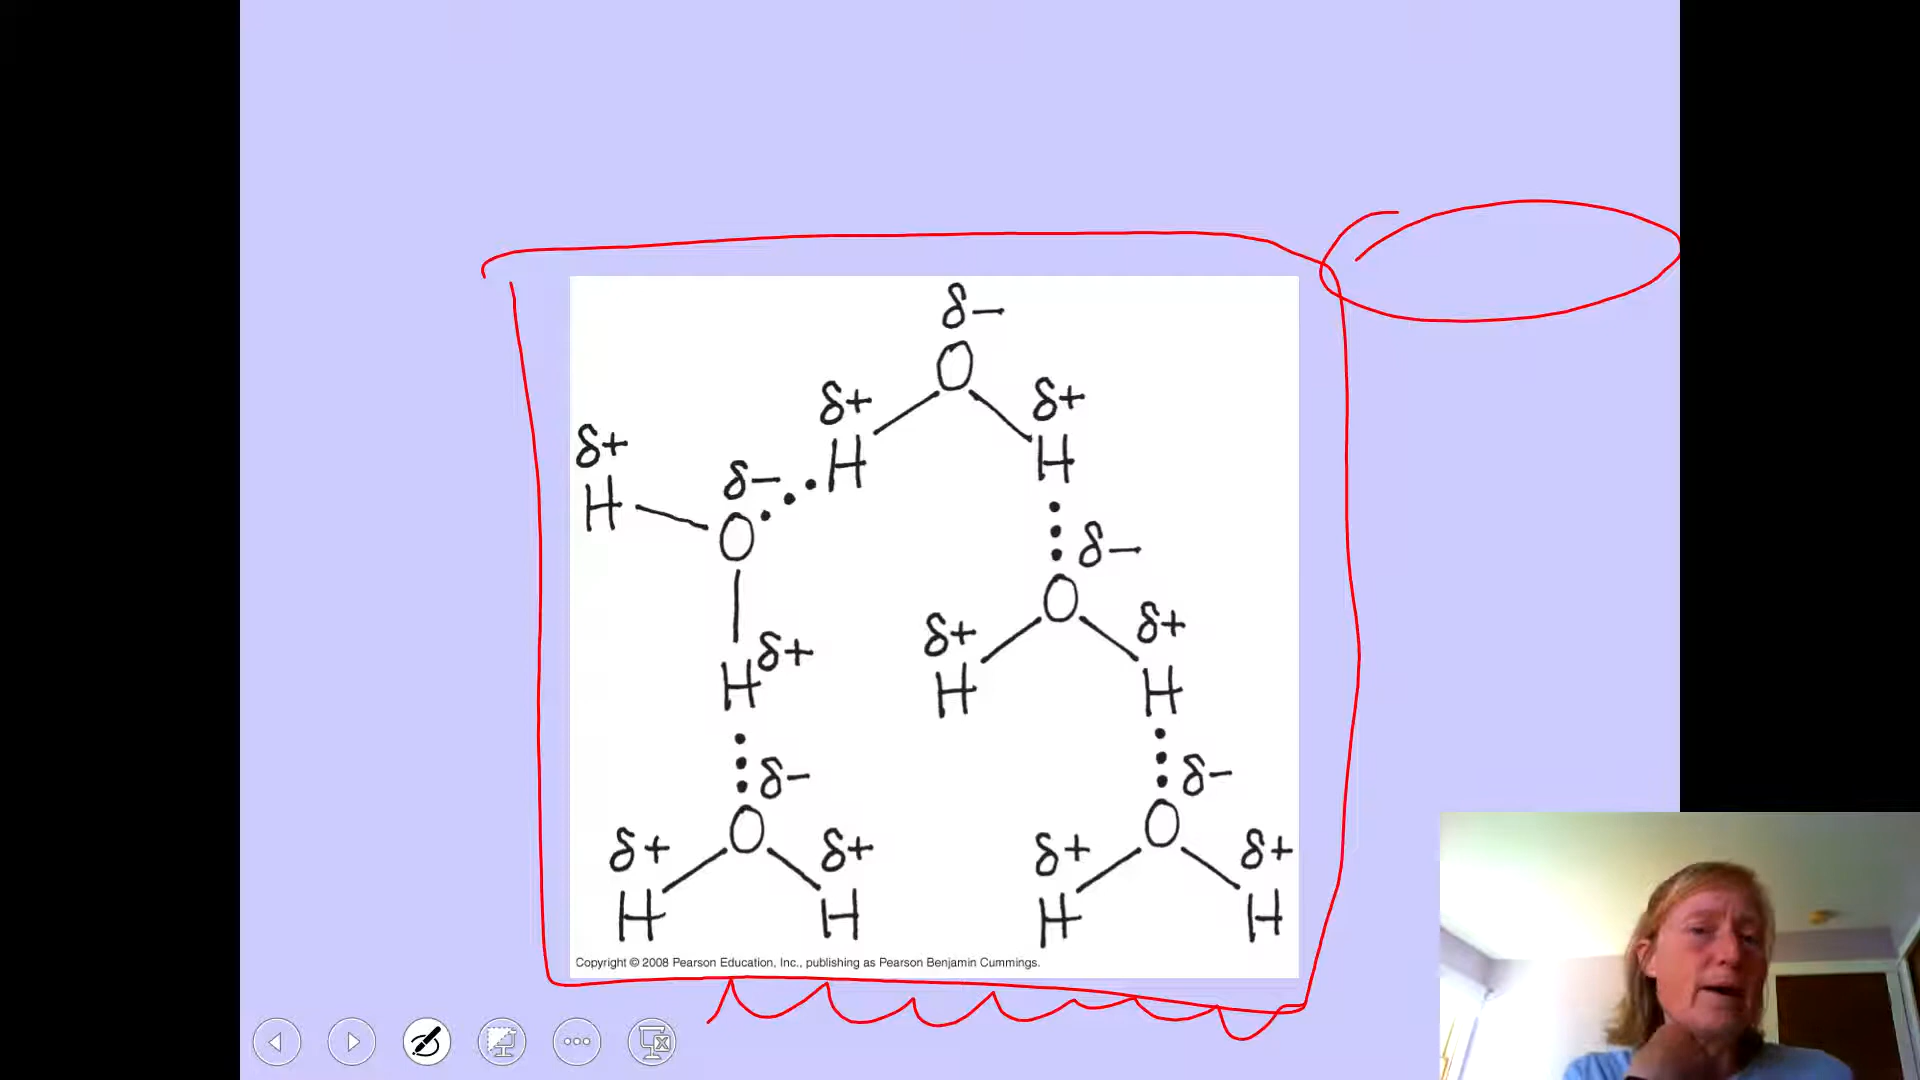 δ–
O
δ+ δ+
H H
δ+ δ–
H O
δ–
O
δ+ δ+
H H
δ+
H
δ– δ–
O O
δ+ δ+ δ+ δ+
H H H H
Copyright © 2008 Pearson Education, Inc., publishing as Pearson Benjamin Cummings.